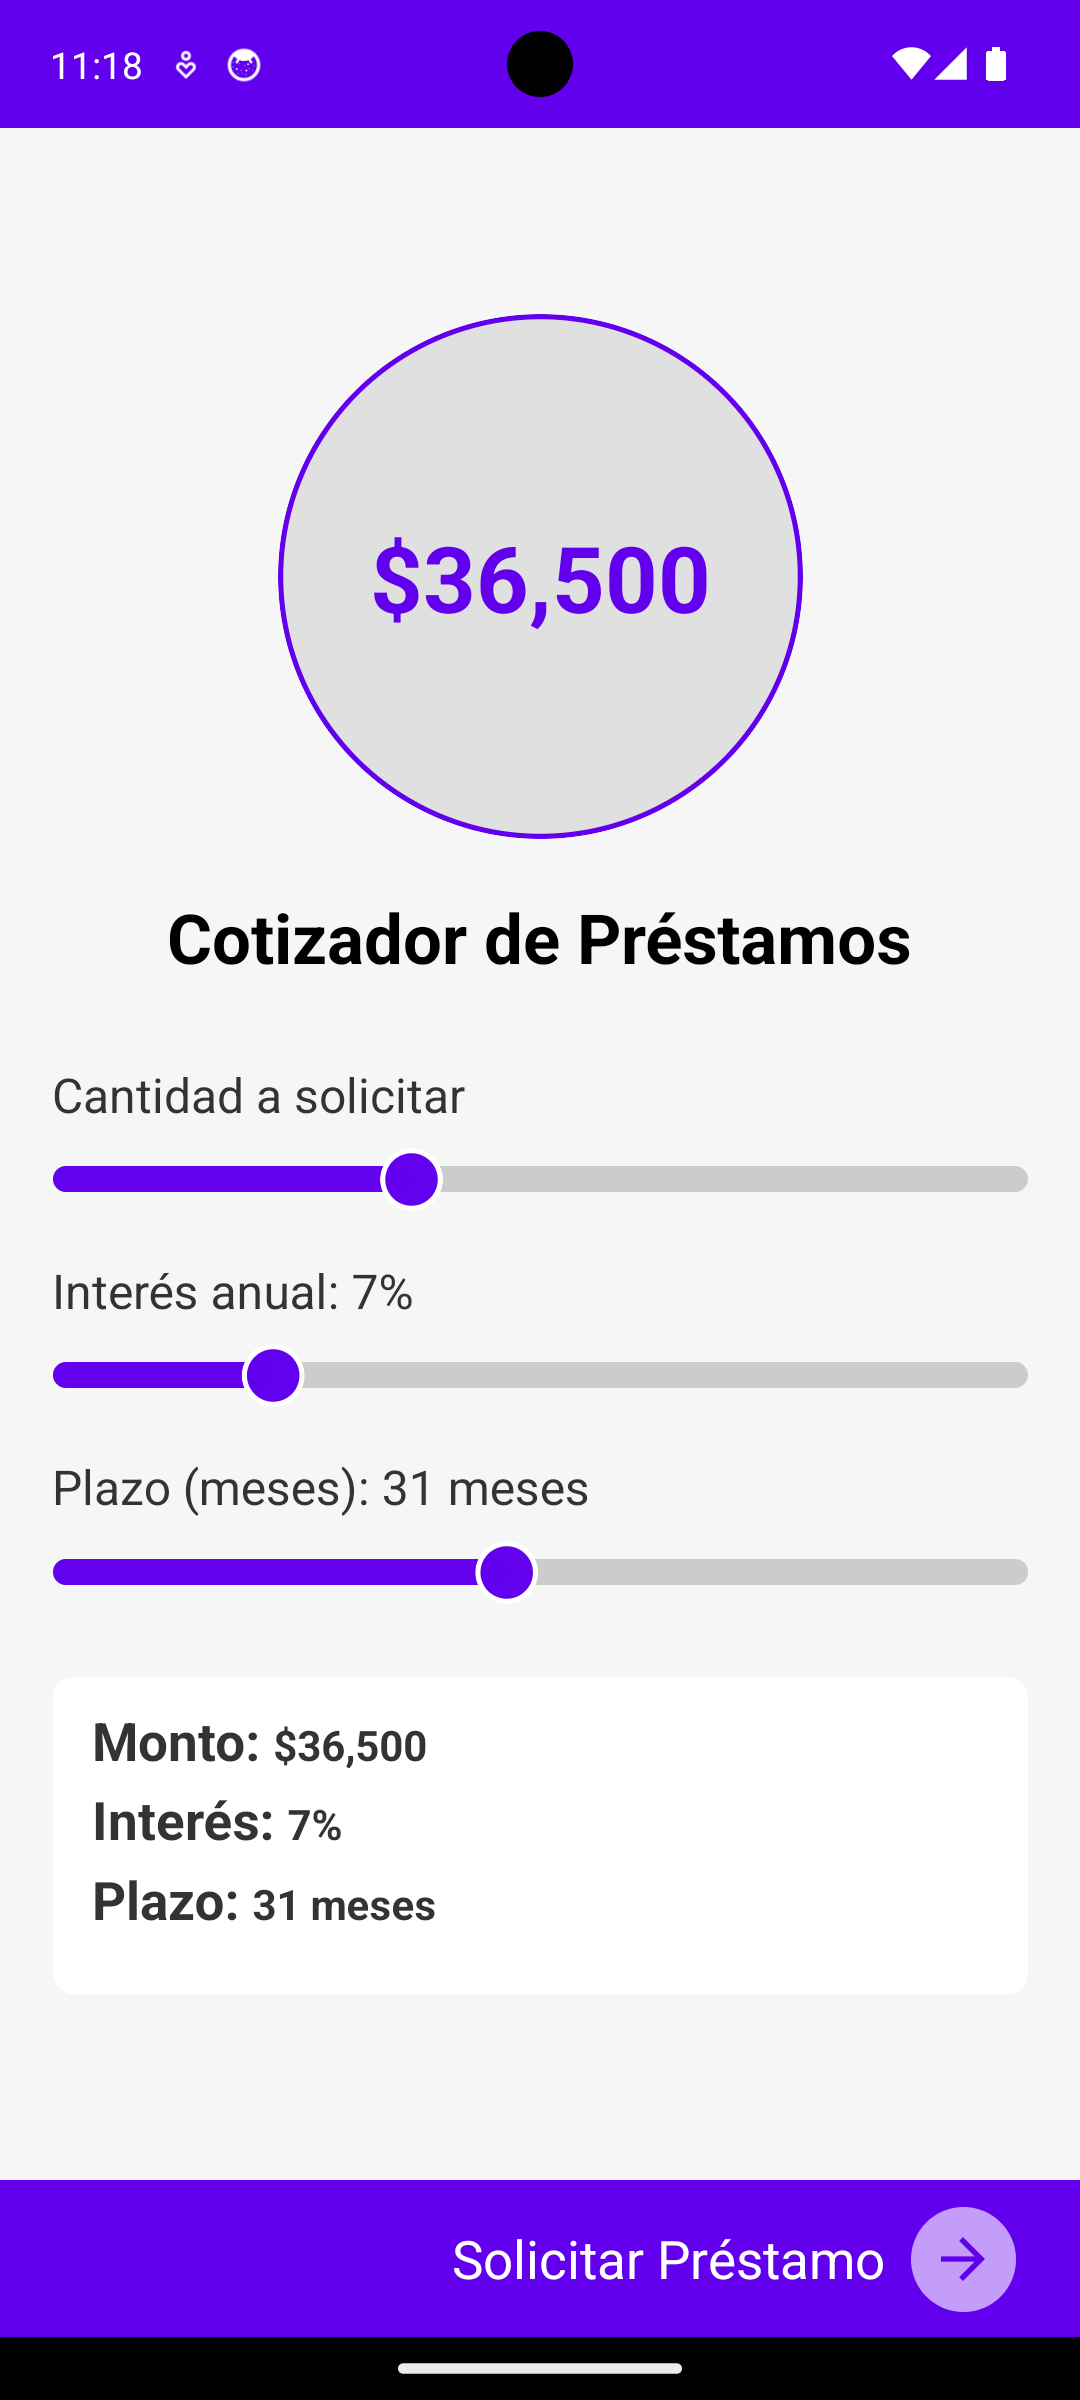 11:18
$36,500
Cotizador de Préstamos
Cantidad a solicitar
Interés anual: 7%
Plazo (meses): 31 meses
Monto: $36,500
Interés: 7%
Plazo: 31 meses
Solicitar Préstamo